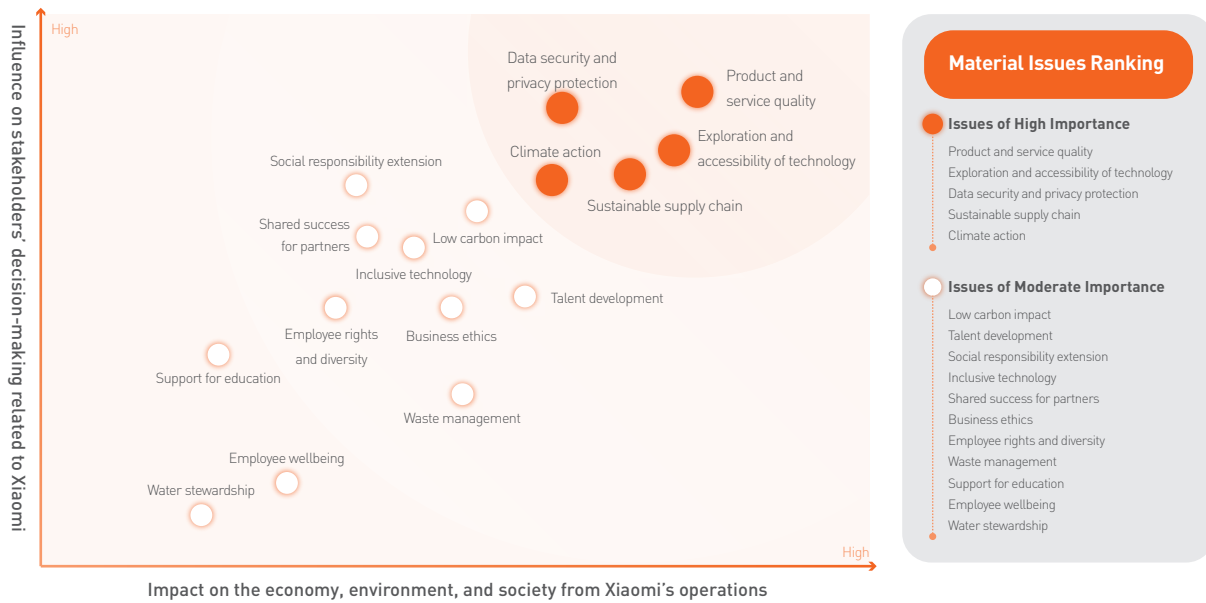 Influence on stakeholders' decision-making related to Xiaomi
High
Data security and
privacy protection
Product and
service quality
Exploration and
accessibility of technology
Climate action
Sustainable supply chain
Social responsibility extension
Shared success
for partners
Low carbon impact
Inclusive technology
Talent development
Employee rights
and diversity
Business ethics
Support for education
Waste management
Employee wellbeing
Water stewardship
High
Impact on the economy, environment, and society from Xiaomi's operations
Material Issues Ranking
Issues of High Importance
Product and service quality
Exploration and accessibility of technology
Data security and privacy protection
Sustainable supply chain
Climate action
Issues of Moderate Importance
Low carbon impact
Talent development
Social responsibility extension
Inclusive technology
Shared success for partners
Business ethics
Employee rights and diversity
Waste management
Support for education
Employee wellbeing
Water stewardship